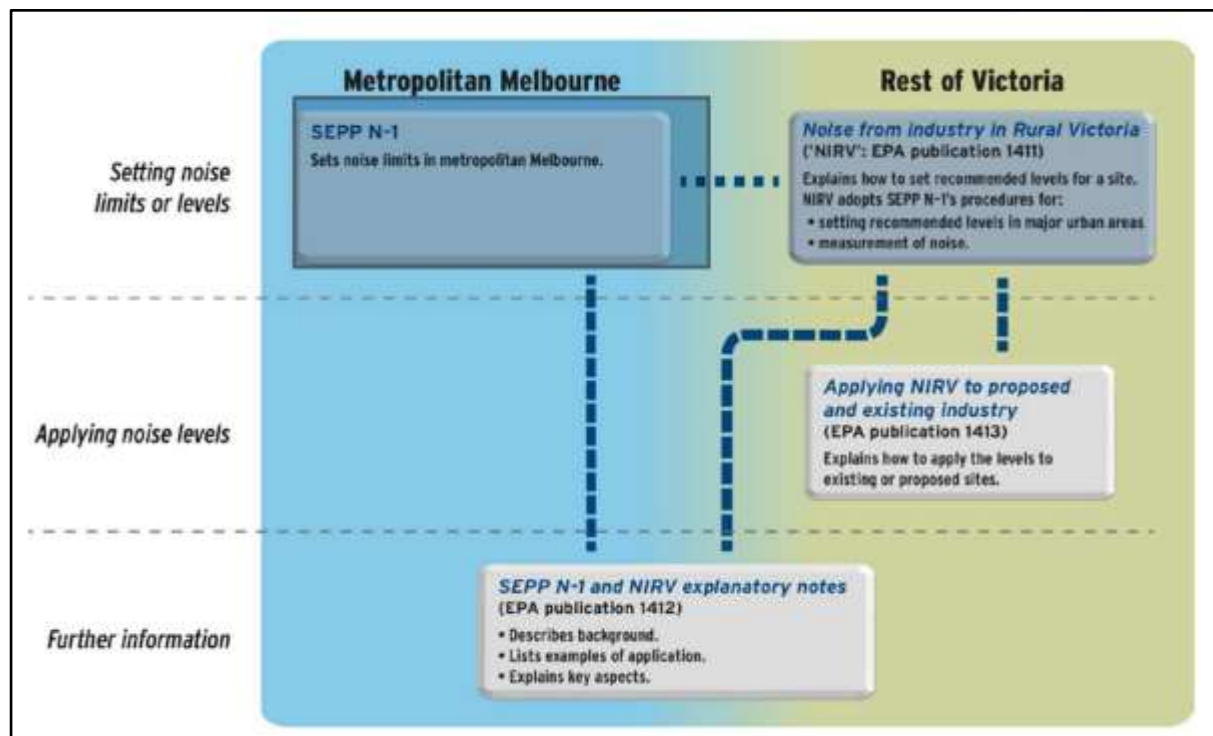 Metropolitan Melbourne
Rest of Victoria
Setting noise
limits or levels
SEPP N-1
Sets noise limits in metropolitan Melbourne.
Noise from industry in Rural Victoria
('NIRV': EPA publication 1411)
Explains how to set recommended levels for a site.
NIRV adopts SEPP N-1's procedures for:
• setting recommended levels in major urban areas
• measurement of noise.
Applying noise levels
Applying NIRV to proposed
and existing industry
(EPA publication 1413)
Explains how to apply the levels to
existing or proposed sites.
Further information
SEPP N-1 and NIRV explanatory notes
(EPA publication 1412)
• Describes background.
• Lists examples of application.
• Explains key aspects.